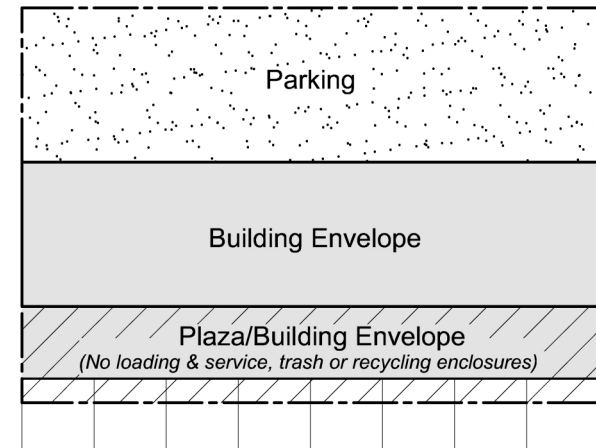 Parking
Building Envelope
Plaza/Building Envelope
(No loading & service, trash or recycling enclosures)